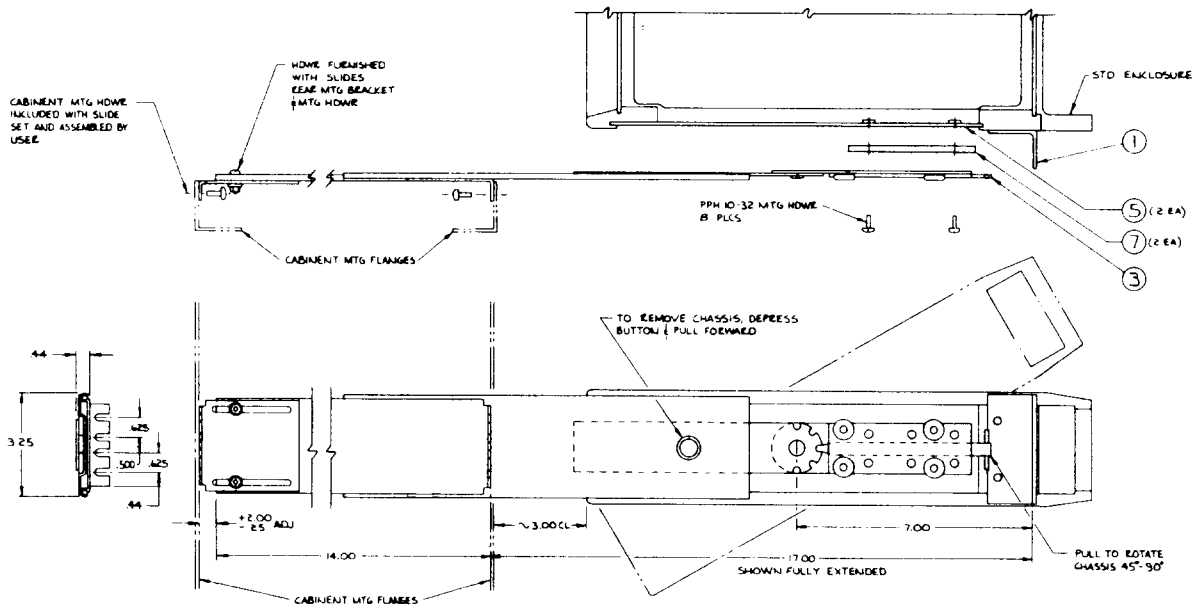 HDWR FURNISHED
WITH SLIDES
REAR MTG BRACKET
& MTG HDWR
CABINENT MTG HDWR
INCLUDED WITH SLIDE
SET AND ASSEMBLED BY
USER
STD ENCLOSURE
1
PPH 10-32 MTG HDWR
8 PLCS
5 (2 EA)
7 (2 EA)
3
CABINENT MTG FLANGES
TO REMOVE CHASSIS, DEPRESS
BUTTON & PULL FORWARD
.44
3.25
.625
.500
.625
.44
+2.00
-.25 ADJ
~3.00 CL
7.00
14.00
17.00
SHOWN FULLY EXTENDED
PULL TO ROTATE
CHASSIS 45°-90°
CABINENT MTG FLANGES